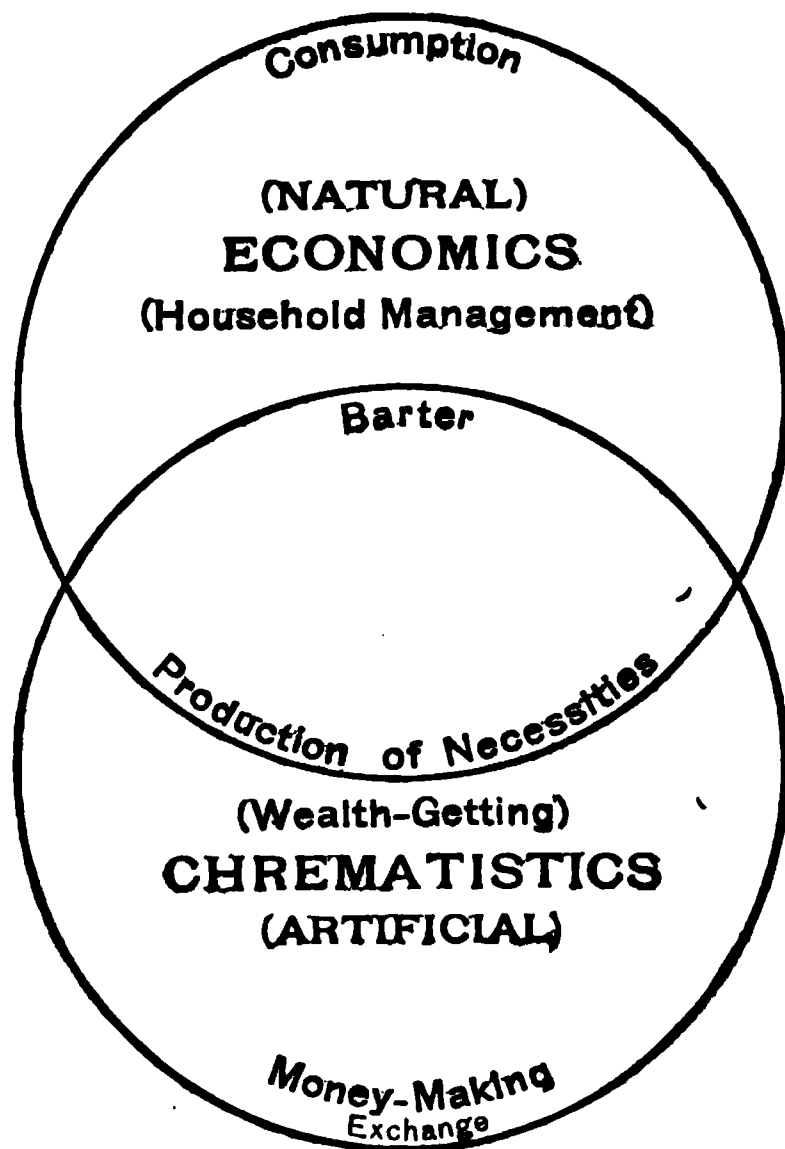 Consumption
(NATURAL)
ECONOMICS
(Household Management)
Barter
Production of Necessities
(Wealth-Getting)
CHREMATISTICS
(ARTIFICIAL)
Money-Making
Exchange